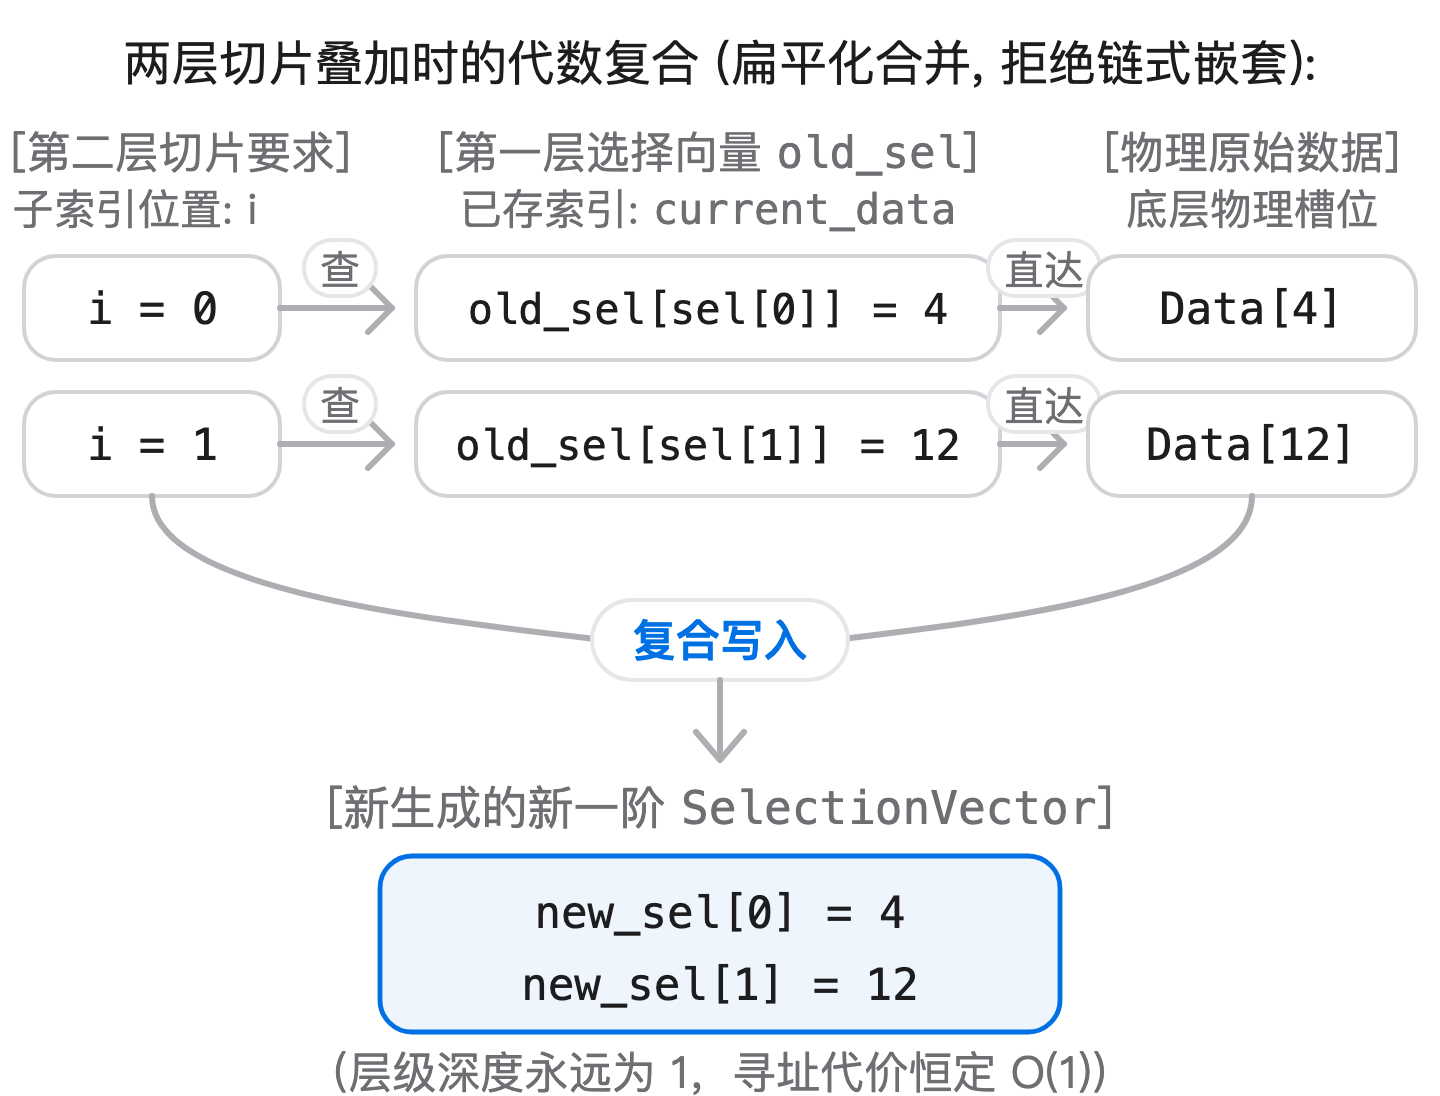 两层切片叠加时的代数复合 (扁平化合并, 拒绝链式嵌套):
[第二层切片要求]
子索引位置: i
[第一层选择向量 old_sel]
已存索引: current_data
[物理原始数据]
底层物理槽位
i = 0
查
old_sel[sel[0]] = 4
直达
Data[4]
i = 1
查
old_sel[sel[1]] = 12
直达
Data[12]
复合写入
[新生成的新一阶 SelectionVector]
new_sel[0] = 4
new_sel[1] = 12
(层级深度永远为 1，寻址代价恒定 O(1))